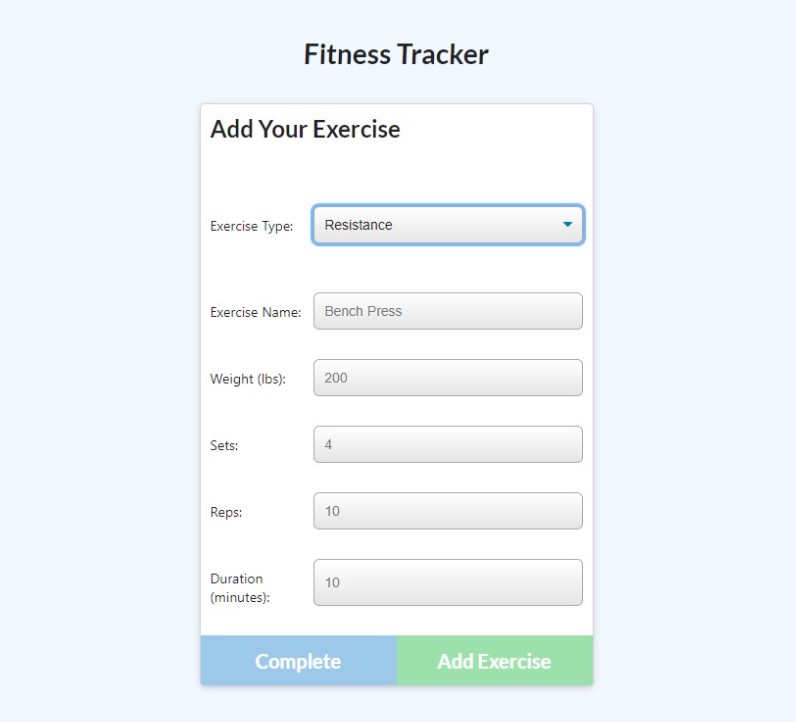 Fitness Tracker
Add Your Exercise
Exercise Type: Resistance
Exercise Name: Bench Press
Weight (lbs): 200
Sets: 4
Reps: 10
Duration
(minutes): 10
Complete Add Exercise